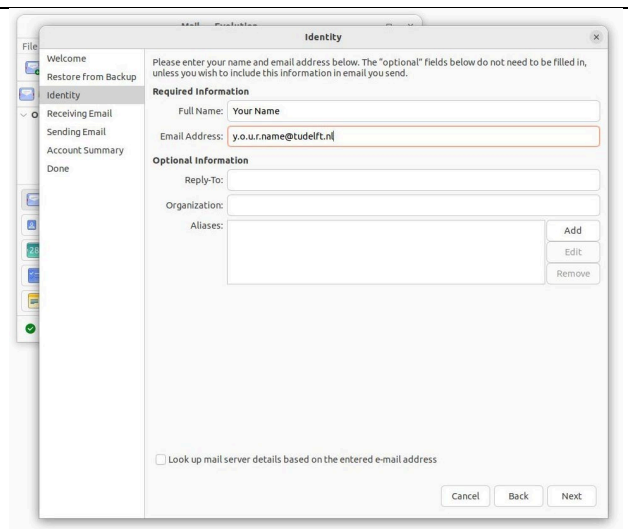 Mail — Evolution
Identity
File
Welcome
Restore from Backup
Identity
Receiving Email
Sending Email
Account Summary
Done
Please enter your name and email address below. The "optional" fields below do not need to be filled in,
unless you wish to include this information in email you send.
Required Information
Full Name: Your Name
Email Address: y.o.u.r.name@tudelft.nl
Optional Information
Reply-To:
Organization:
Aliases:
Add
Edit
Remove
Look up mail server details based on the entered e-mail address
Cancel Back Next